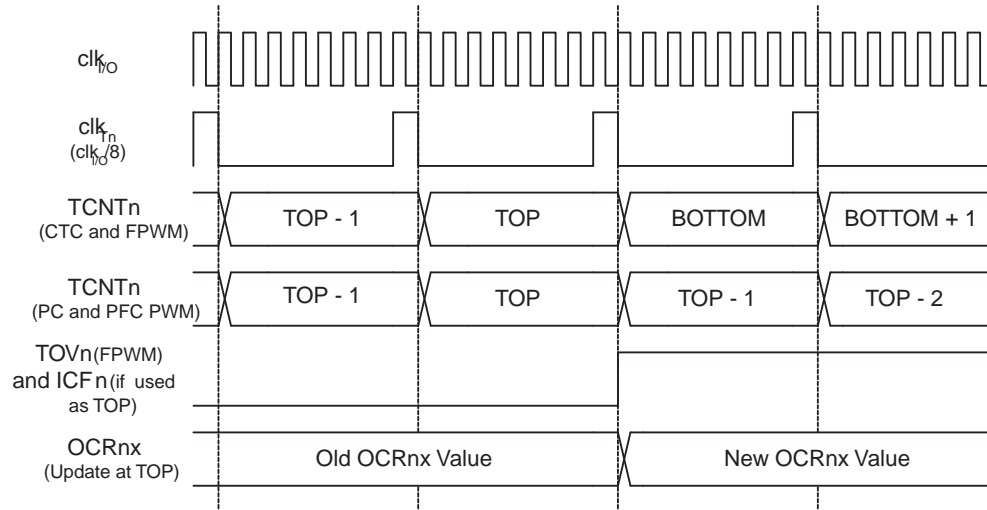 clkI/O
clkTn
(clkI/O/8)
TCNTn
(CTC and FPWM)
TOP - 1
TOP
BOTTOM
BOTTOM + 1
TCNTn
(PC and PFC PWM)
TOP - 1
TOP
TOP - 1
TOP - 2
TOVn(FPWM)
and ICFn(if used
as TOP)
OCRnx
(Update at TOP)
Old OCRnx Value
New OCRnx Value